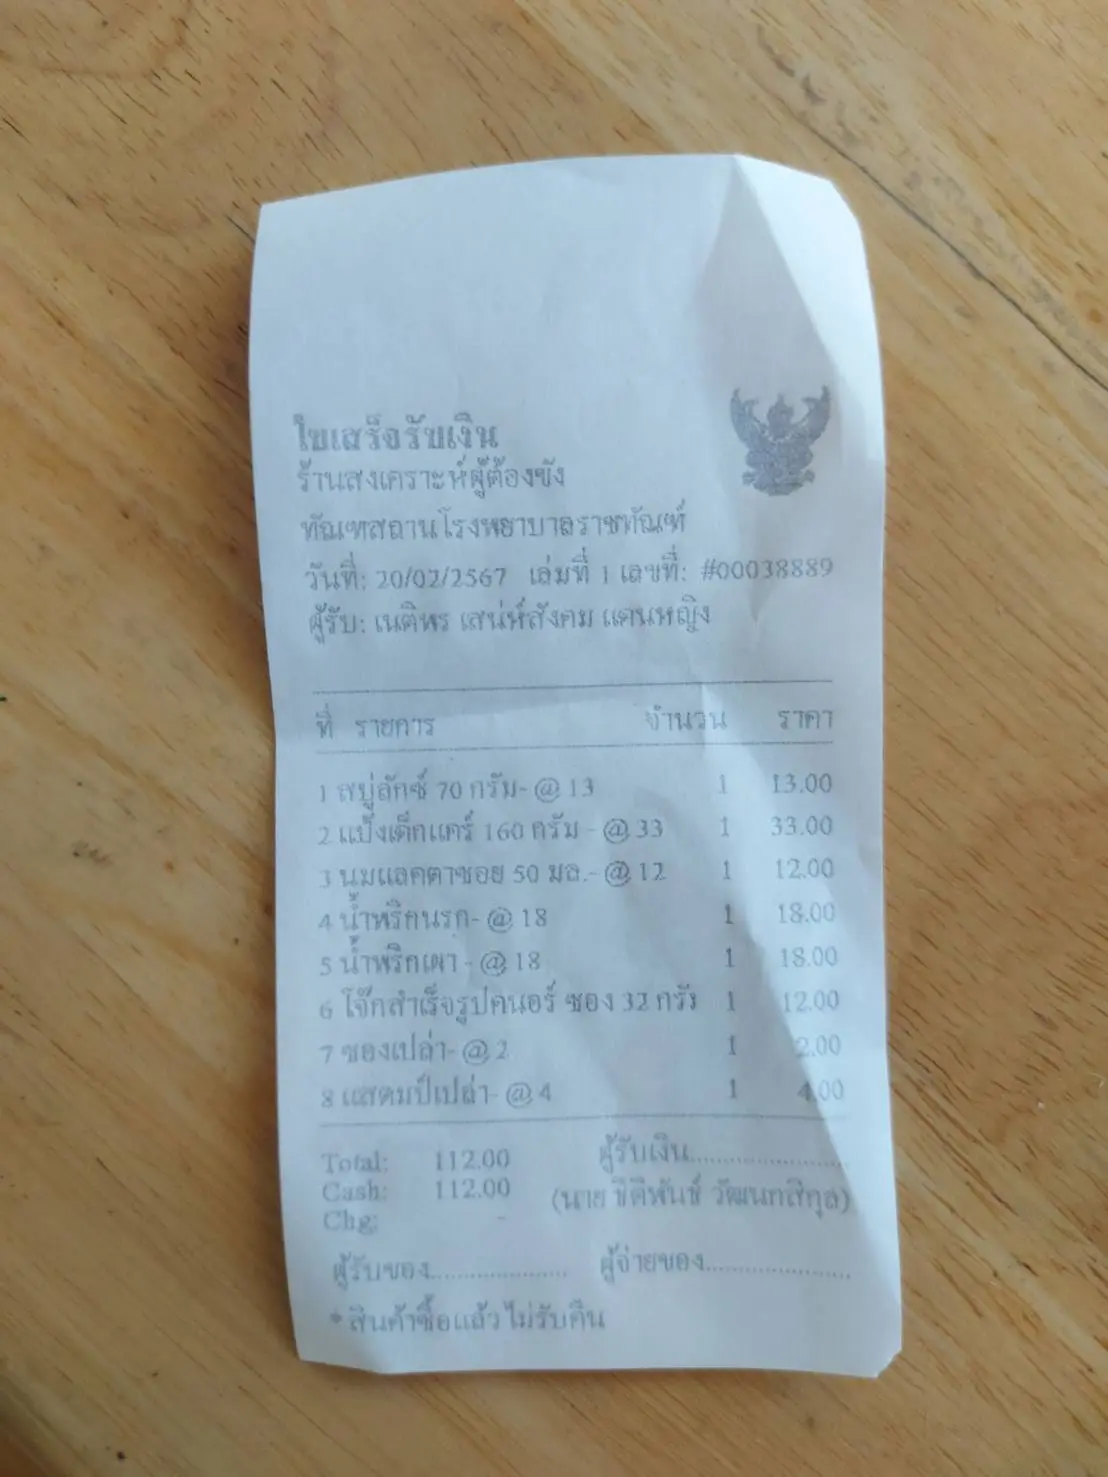 ใบเสร็จรับเงิน
ร้านสงเคราะห์ผู้ต้องขัง
ทัณฑสถานโรงพยาบาลราชทัณฑ์
วันที่: 20/02/2567 เล่มที่ 1 เลขที่: #00038889
ผู้รับ: เนติพร เสน่ห์สังคม แดนหญิง
ที่ รายการ จำนวน ราคา
1 สบู่ลักซ์ 70 กรัม- @ 13 1 13.00
2 แป้งเด็กแคร์ 160 กรัม - @ 33 1 33.00
3 นมแลคตาซอย 50 มล.- @ 12 1 12.00
4 น้ำพริกนรก- @ 18 1 18.00
5 น้ำพริกเผา - @ 18 1 18.00
6 โจ๊กสำเร็จรูปคนอร์ ซอง 32 กรัม 1 12.00
7 ซองเปล่า- @ 2 1 2.00
8 แสตมป์เปล่า- @ 4 1 4.00
Total: 112.00 ผู้รับเงิน......................
Cash: 112.00 (นาย ธิติพันธ์ วัฒนกสิกุล)
Chg: -
ผู้รับของ..................... ผู้จ่ายของ......................
* สินค้าซื้อแล้ว ไม่รับคืน